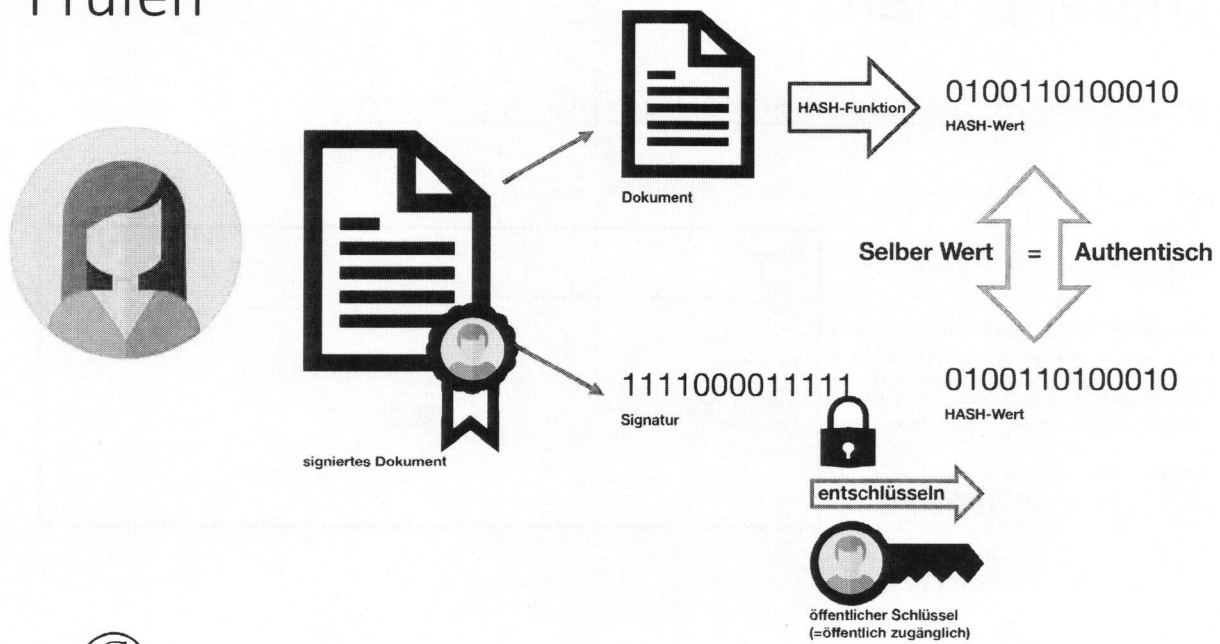 Prüfen
HASH-Funktion
0100110100010
HASH-Wert
Dokument
Selber Wert = Authentisch
1111000011111
Signatur
0100110100010
HASH-Wert
signiertes Dokument
entschlüsseln
öffentlicher Schlüssel
(=öffentlich zugänglich)